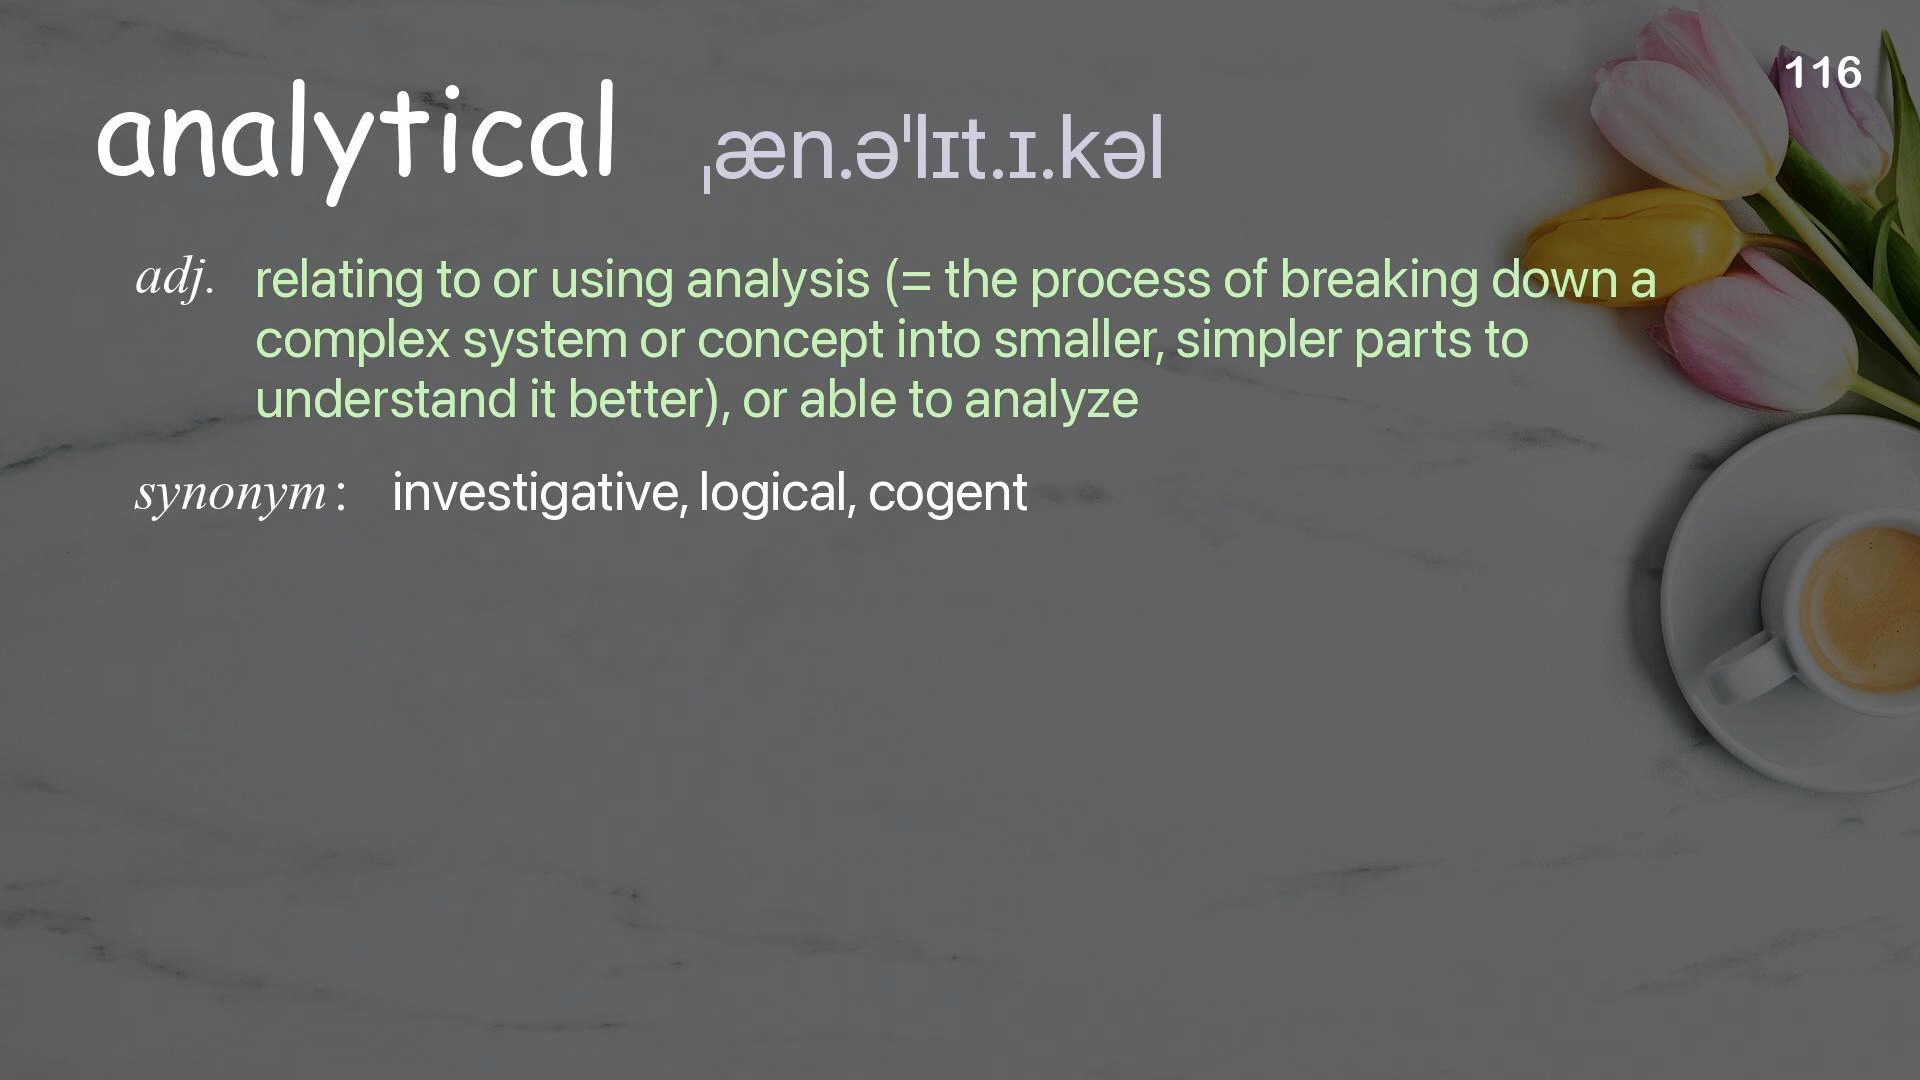 116
analytical ˌæn.əˈlɪt.ɪ.kəl
adj. relating to or using analysis (= the process of breaking down a
complex system or concept into smaller, simpler parts to
understand it better), or able to analyze
synonym : investigative, logical, cogent